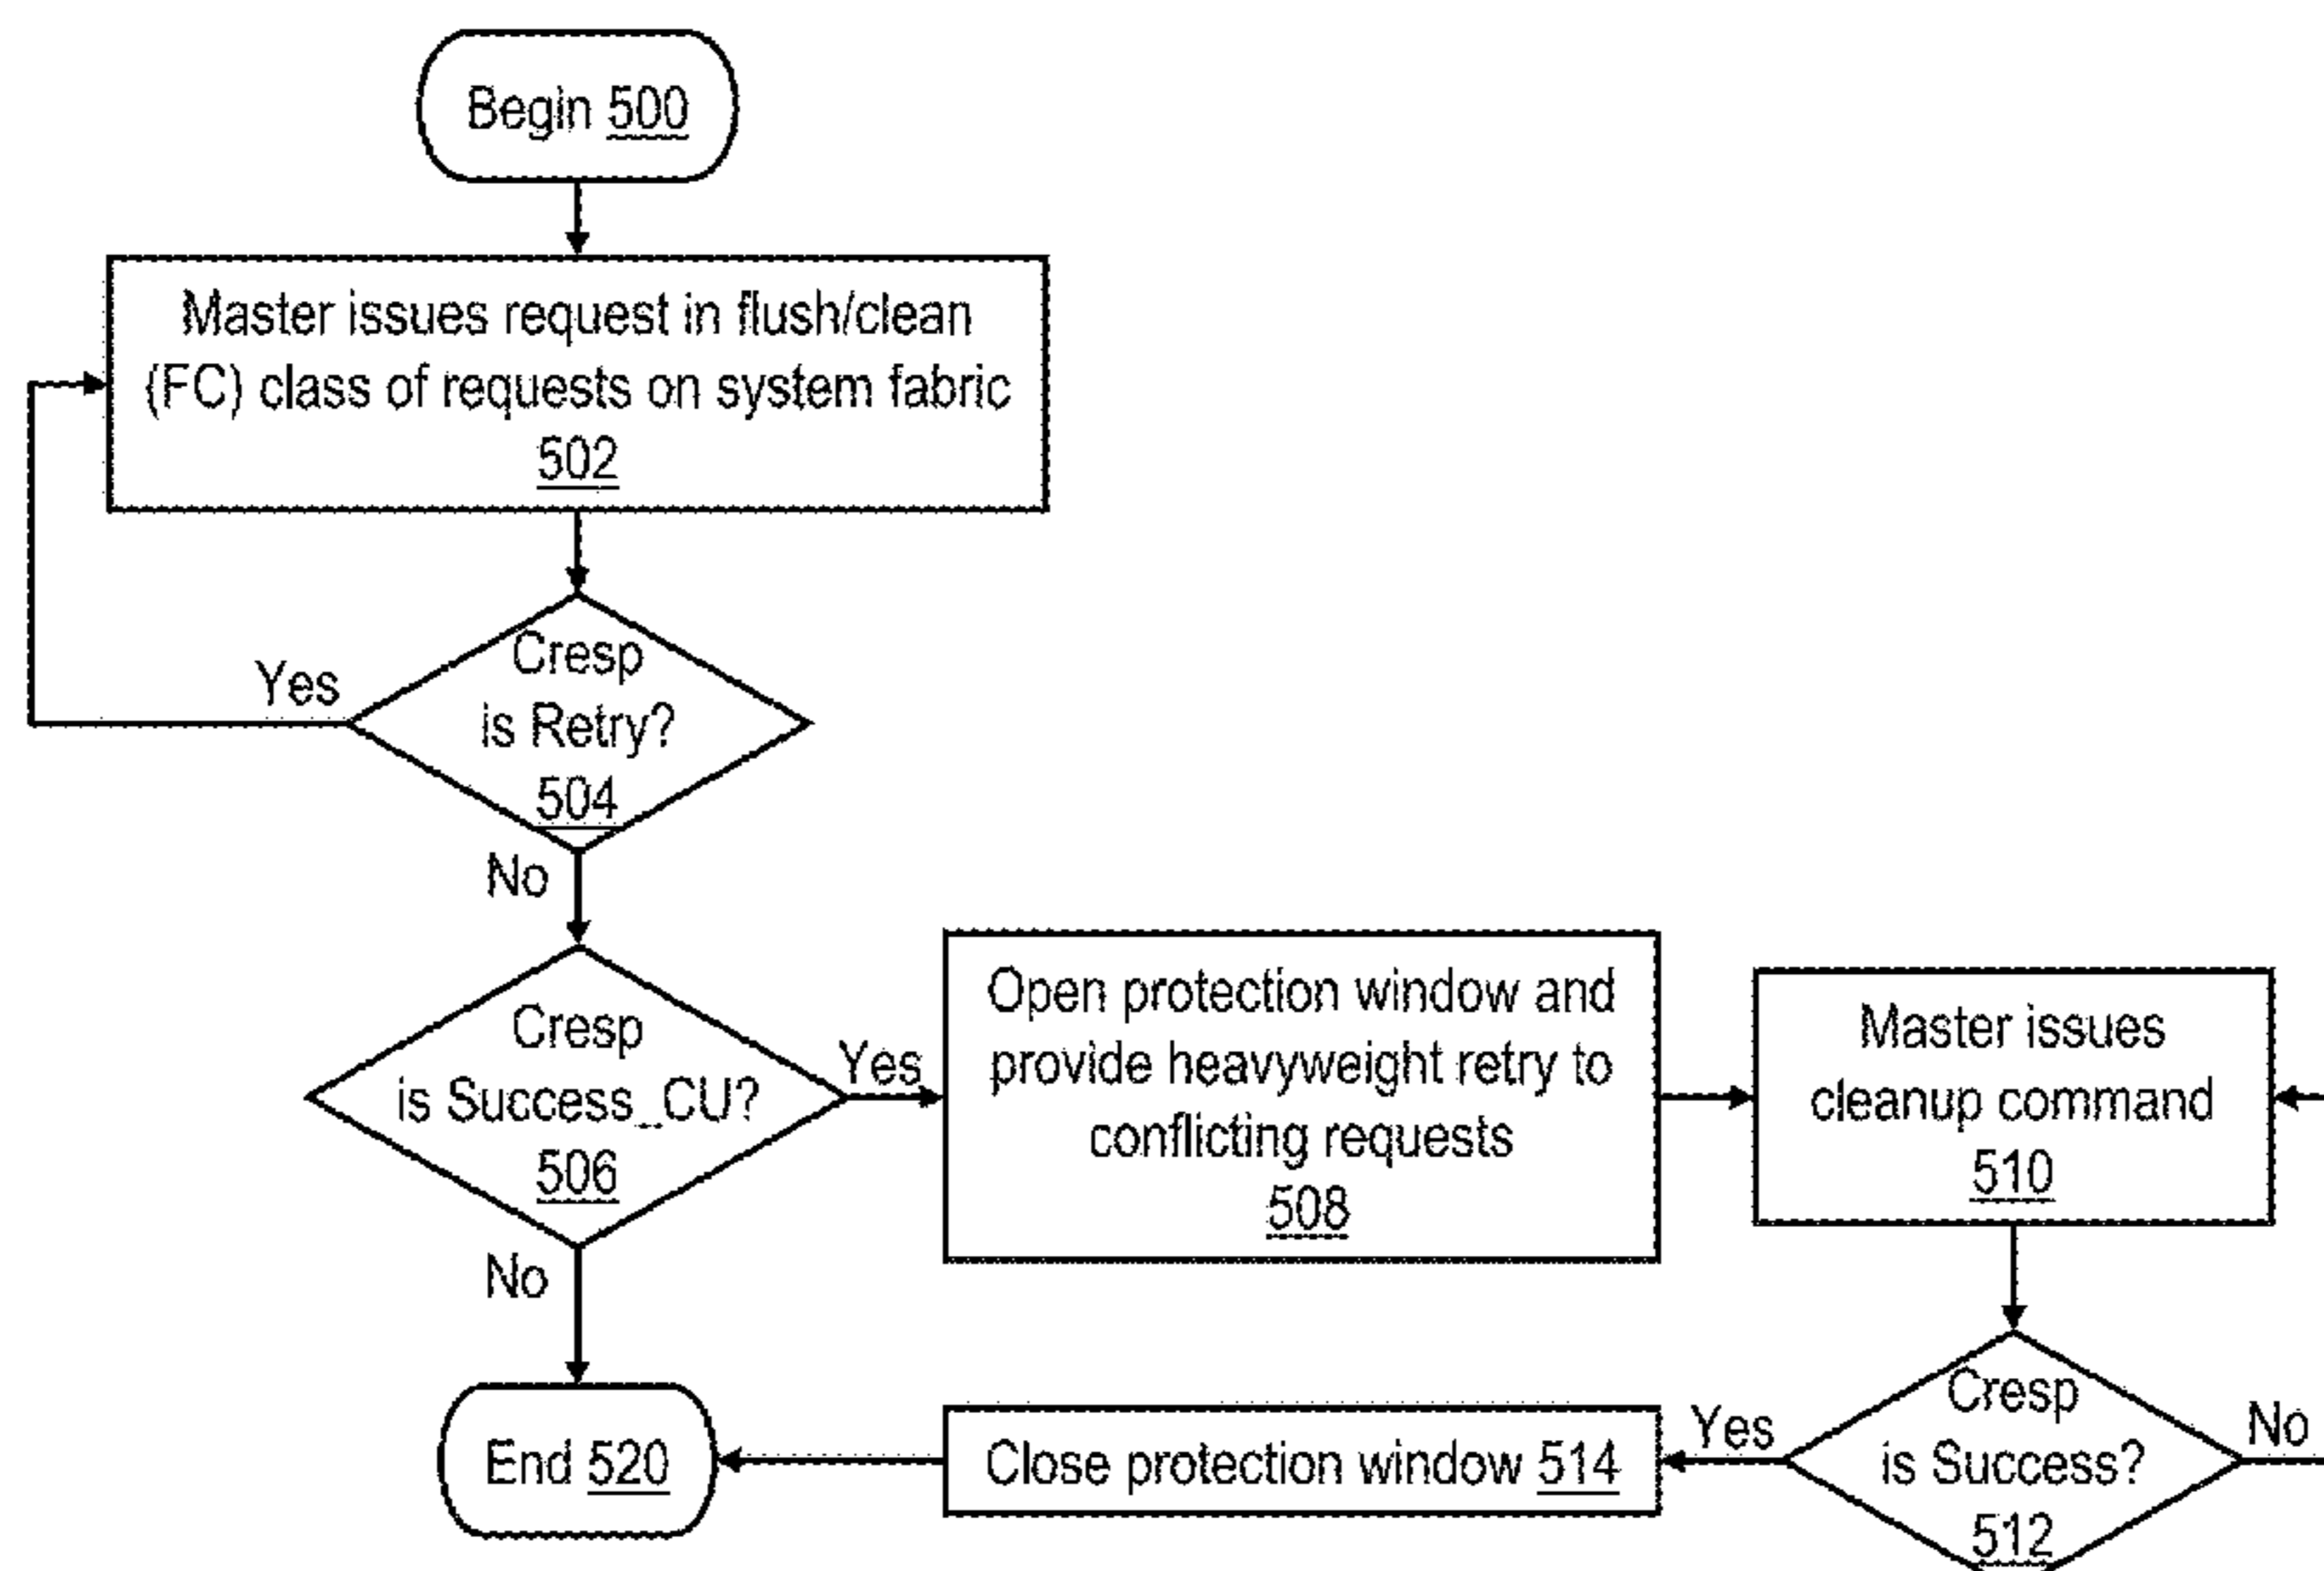 Begin 500
Master issues request in flush/clean
(FC) class of requests on system fabric
502
Cresp
is Retry?
504
Yes
No
Cresp
is Success_CU?
506
Yes
No
Open protection window and
provide heavyweight retry to
conflicting requests
508
Master issues
cleanup command
510
Cresp
is Success?
512
Yes
No
Close protection window 514
End 520